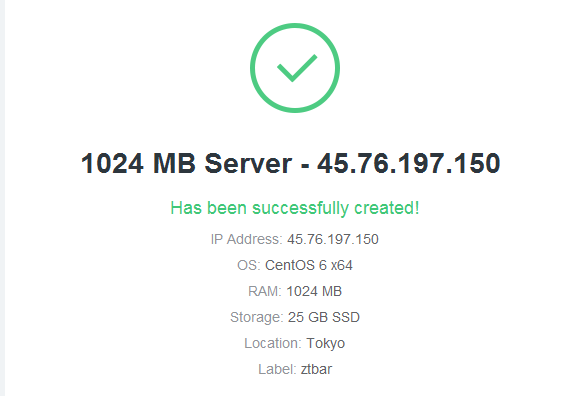 1024 MB Server - 45.76.197.150
Has been successfully created!
IP Address: 45.76.197.150
OS: CentOS 6 x64
RAM: 1024 MB
Storage: 25 GB SSD
Location: Tokyo
Label: ztbar